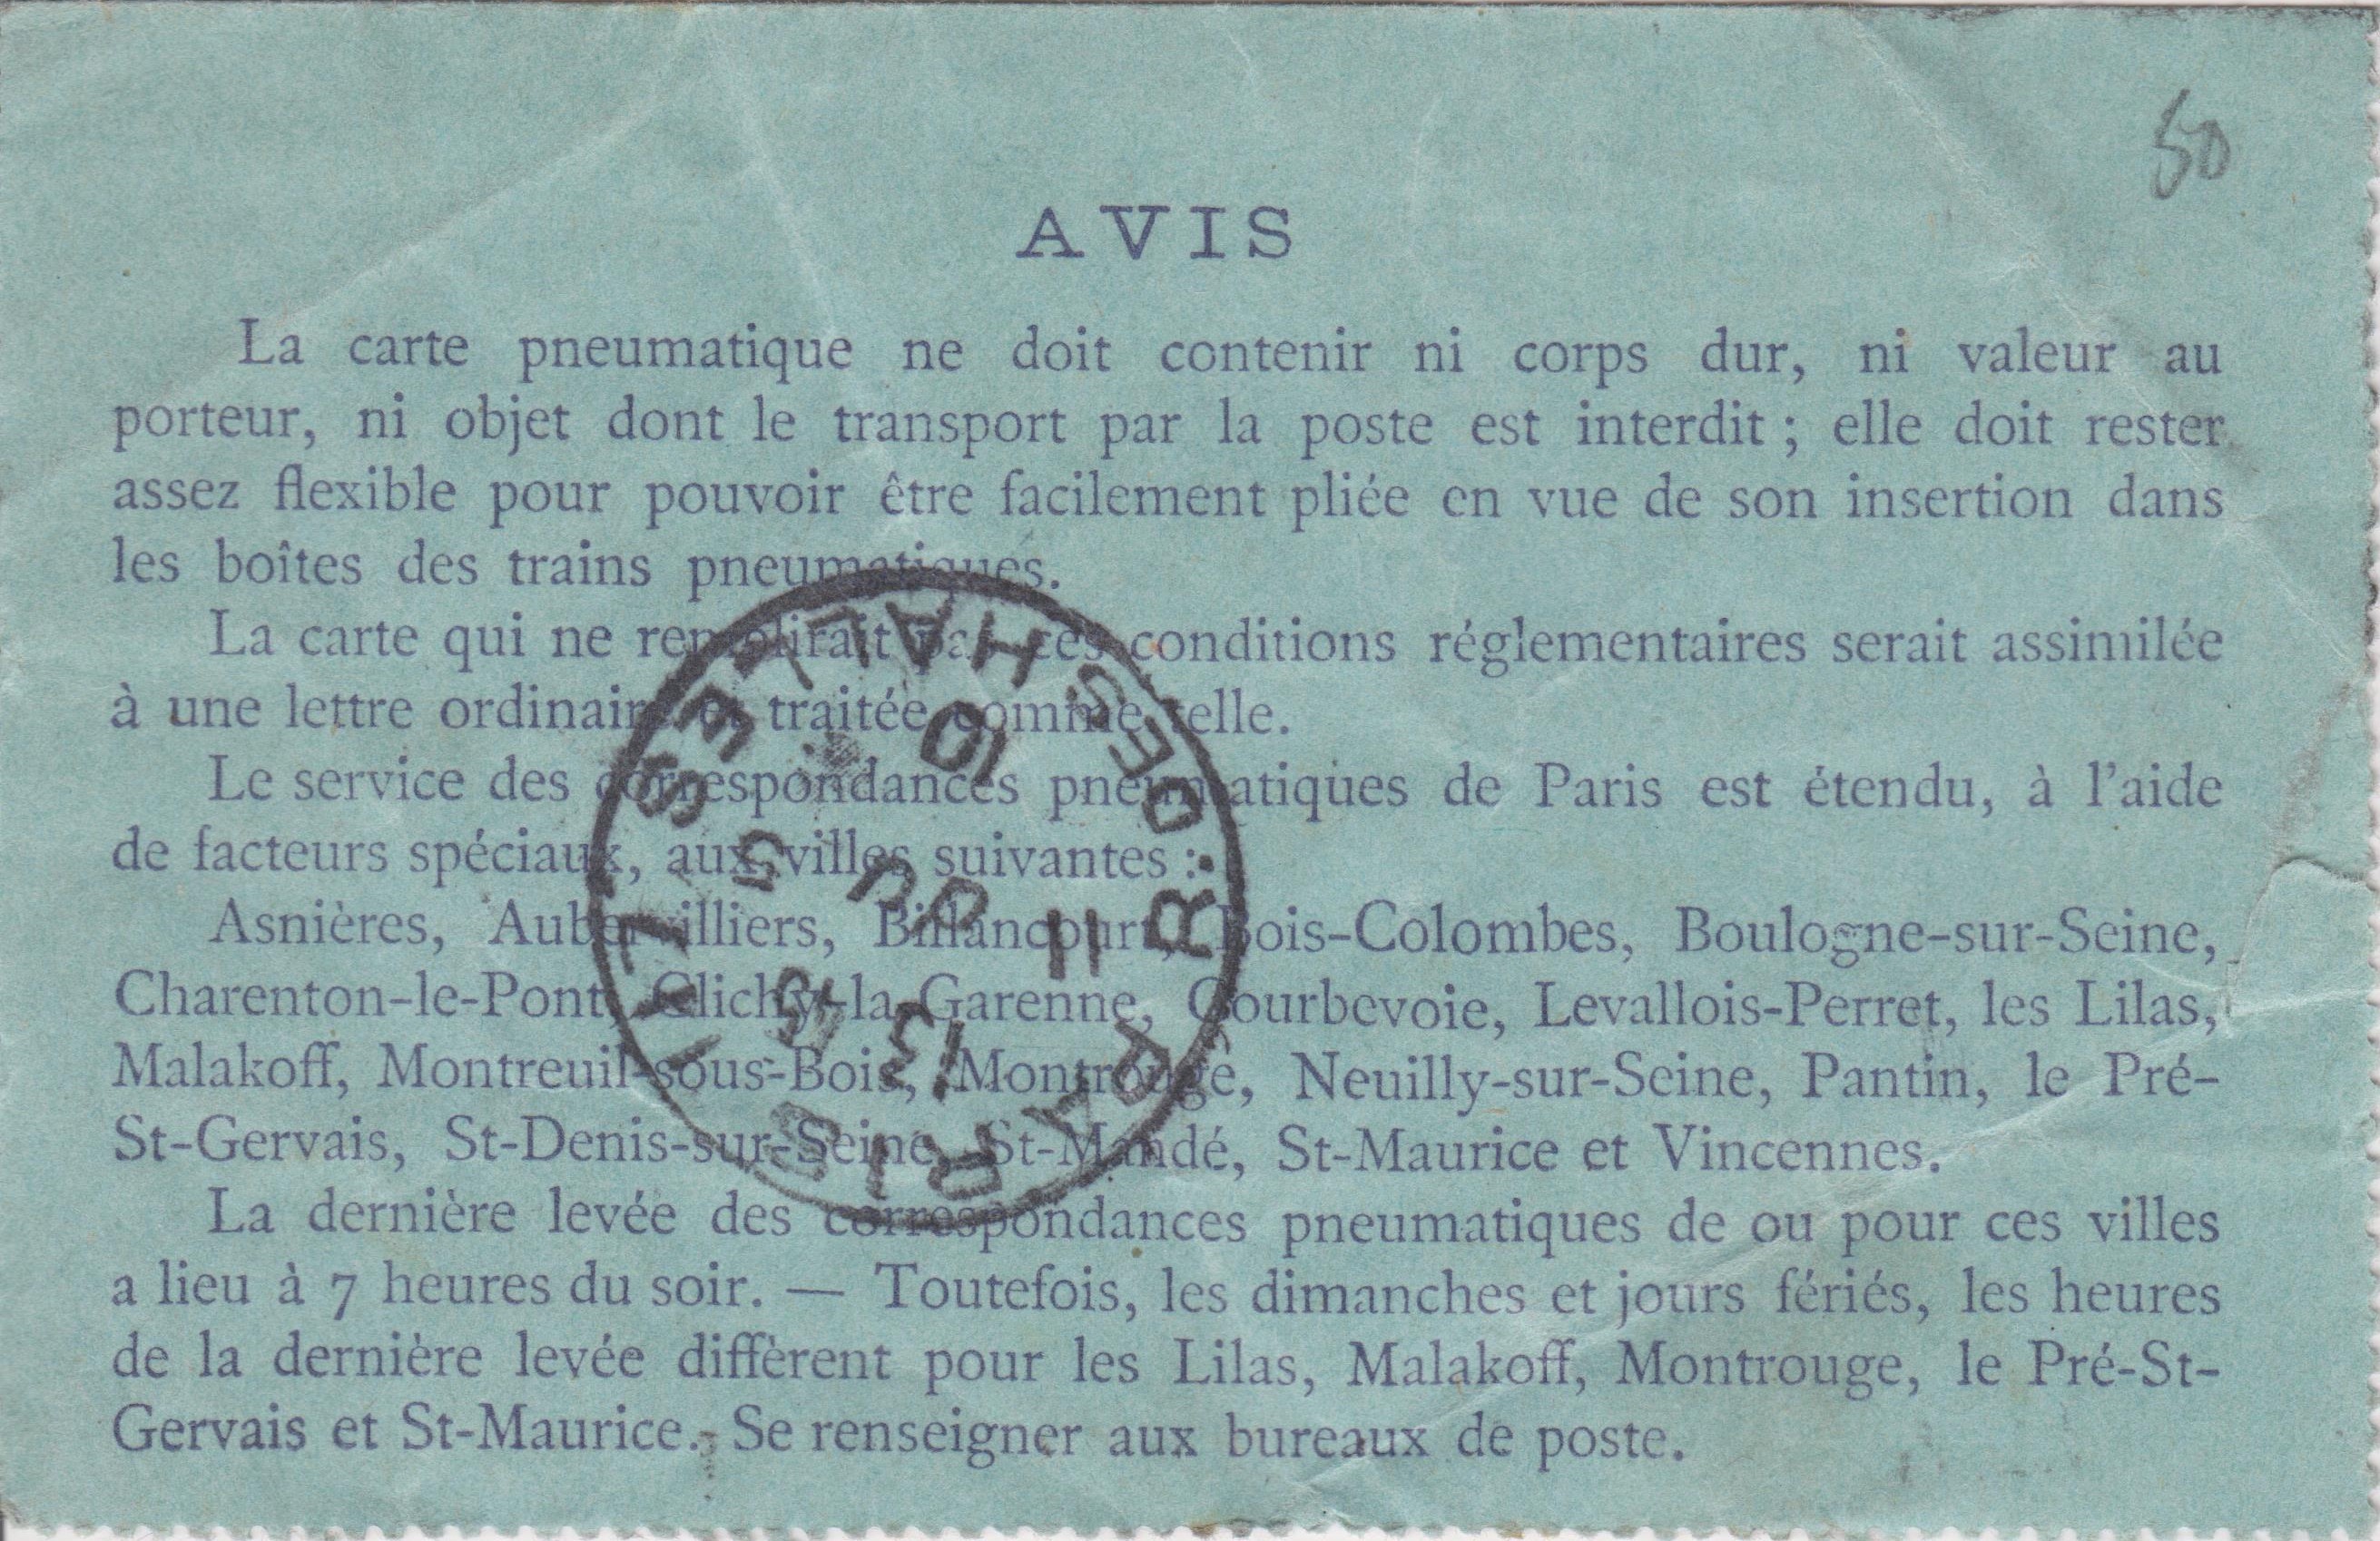 50
AVIS
La carte pneumatique ne doit contenir ni corps dur, ni valeur au
porteur, ni objet dont le transport par la poste est interdit ; elle doit rester
assez flexible pour pouvoir être facilement pliée en vue de son insertion dans
les boîtes des trains pneumatiques.
La carte qui ne remplirait pas ces conditions réglementaires serait assimilée
à une lettre ordinaire et traitée comme telle.
Le service des correspondances pneumatiques de Paris est étendu, à l'aide
de facteurs spéciaux, aux villes suivantes :
Asnières, Aubervilliers, Billancourt, Bois-Colombes, Boulogne-sur-Seine,
Charenton-le-Pont, Clichy-la-Garenne, Courbevoie, Levallois-Perret, les Lilas,
Malakoff, Montreuil-sous-Bois, Montrouge, Neuilly-sur-Seine, Pantin, le Pré-
St-Gervais, St-Denis-sur-Seine, St-Mandé, St-Maurice et Vincennes.
La dernière levée des correspondances pneumatiques de ou pour ces villes
a lieu à 7 heures du soir. — Toutefois, les dimanches et jours fériés, les heures
de la dernière levée diffèrent pour les Lilas, Malakoff, Montrouge, le Pré-St-
Gervais et St-Maurice. Se renseigner aux bureaux de poste.
PARIS
R. DES HALLES